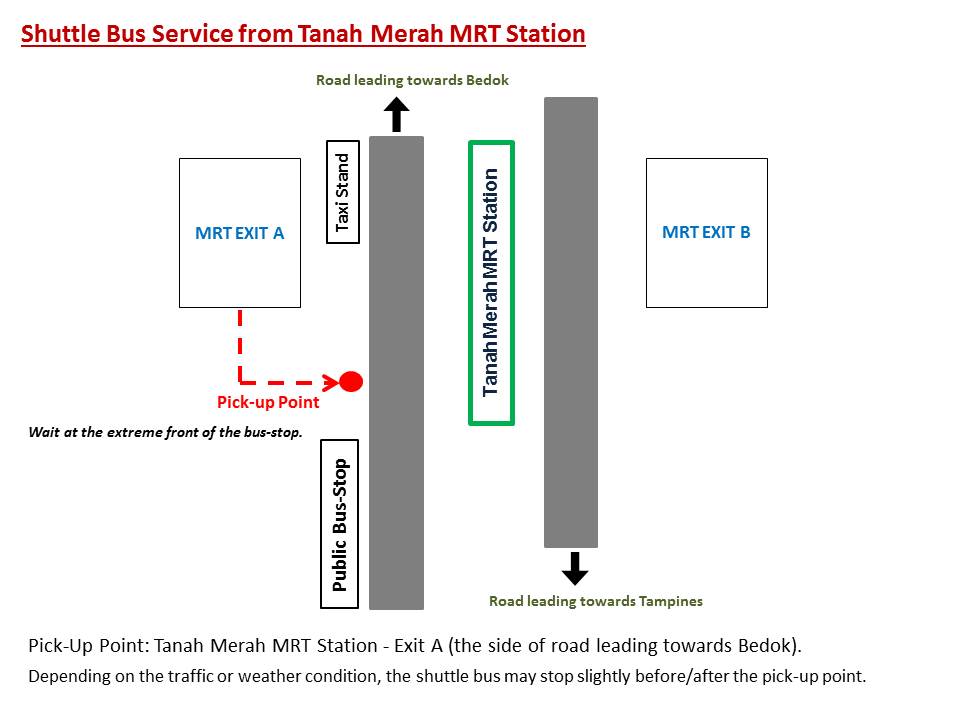 Shuttle Bus Service from Tanah Merah MRT Station
Road leading towards Bedok
Taxi Stand
MRT EXIT A
Tanah Merah MRT Station
MRT EXIT B
Pick-up Point
Wait at the extreme front of the bus-stop.
Public Bus-Stop
Road leading towards Tampines
Pick-Up Point: Tanah Merah MRT Station - Exit A (the side of road leading towards Bedok).
Depending on the traffic or weather condition, the shuttle bus may stop slightly before/after the pick-up point.